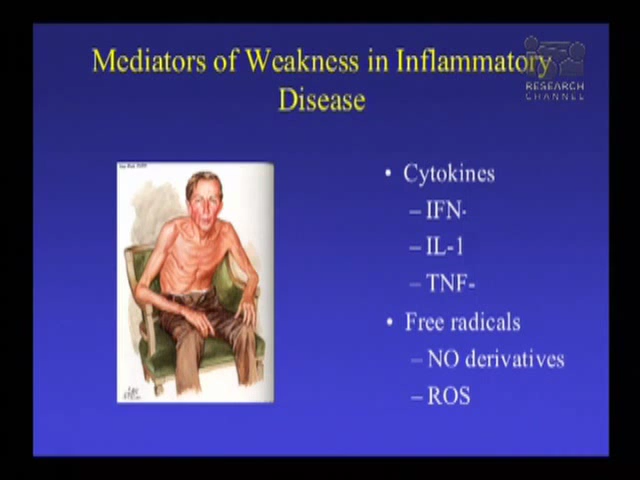 Mediators of Weakness in Inflammatory
Disease
RESEARCH
CHANNEL
• Cytokines
– IFN-
– IL-1
– TNF-
• Free radicals
– NO derivatives
– ROS